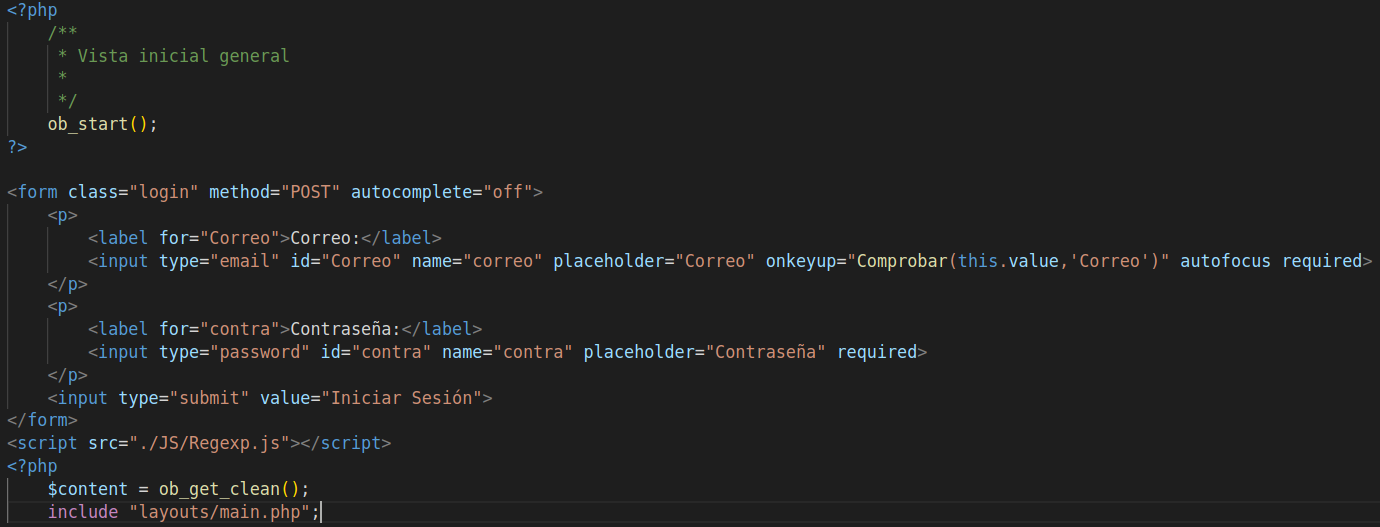 <?php
    /**
     * Vista inicial general
     *
     */
    ob_start();
?>

<form class="login" method="POST" autocomplete="off">
    <p>
        <label for="Correo">Correo:</label>
        <input type="email" id="Correo" name="correo" placeholder="Correo" onkeyup="Comprobar(this.value,'Correo')" autofocus required>
    </p>
    <p>
        <label for="contra">Contraseña:</label>
        <input type="password" id="contra" name="contra" placeholder="Contraseña" required>
    </p>
    <input type="submit" value="Iniciar Sesión">
</form>
<script src="./JS/Regexp.js"></script>
<?php
    $content = ob_get_clean();
    include "layouts/main.php";